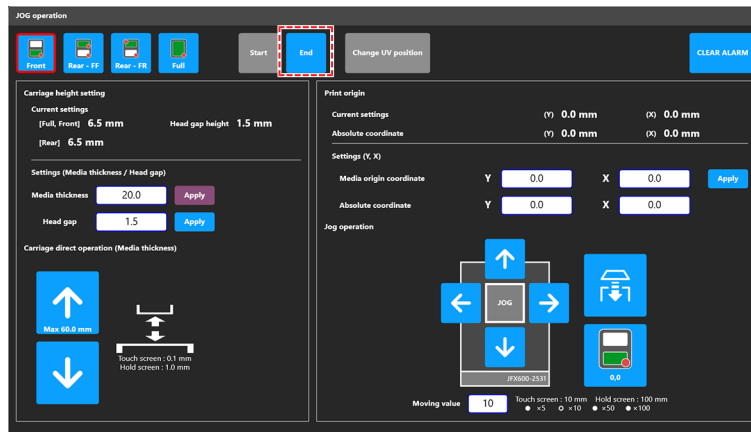 JOG operation
Front
Rear - FF
Rear - FR
Full
Start
End
Change UV position
CLEAR ALARM
Carriage height setting
Current settings
[Full, Front] 6.5 mm Head gap height 1.5 mm
[Rear] 6.5 mm
Settings (Media thickness / Head gap)
Media thickness 20.0 Apply
Head gap 1.5 Apply
Carriage direct operation (Media thickness)
Max 60.0 mm
Touch screen : 0.1 mm
Hold screen : 1.0 mm
Print origin
Current settings (Y) 0.0 mm (X) 0.0 mm
Absolute coordinate (Y) 0.0 mm (X) 0.0 mm
Settings (Y, X)
Media origin coordinate Y 0.0 X 0.0 Apply
Absolute coordinate Y 0.0 X 0.0
Jog operation
JOG
JFX600-2531
0,0
Moving value 10 Touch screen : 10 mm Hold screen : 100 mm
×5 ×10 ×50 ×100